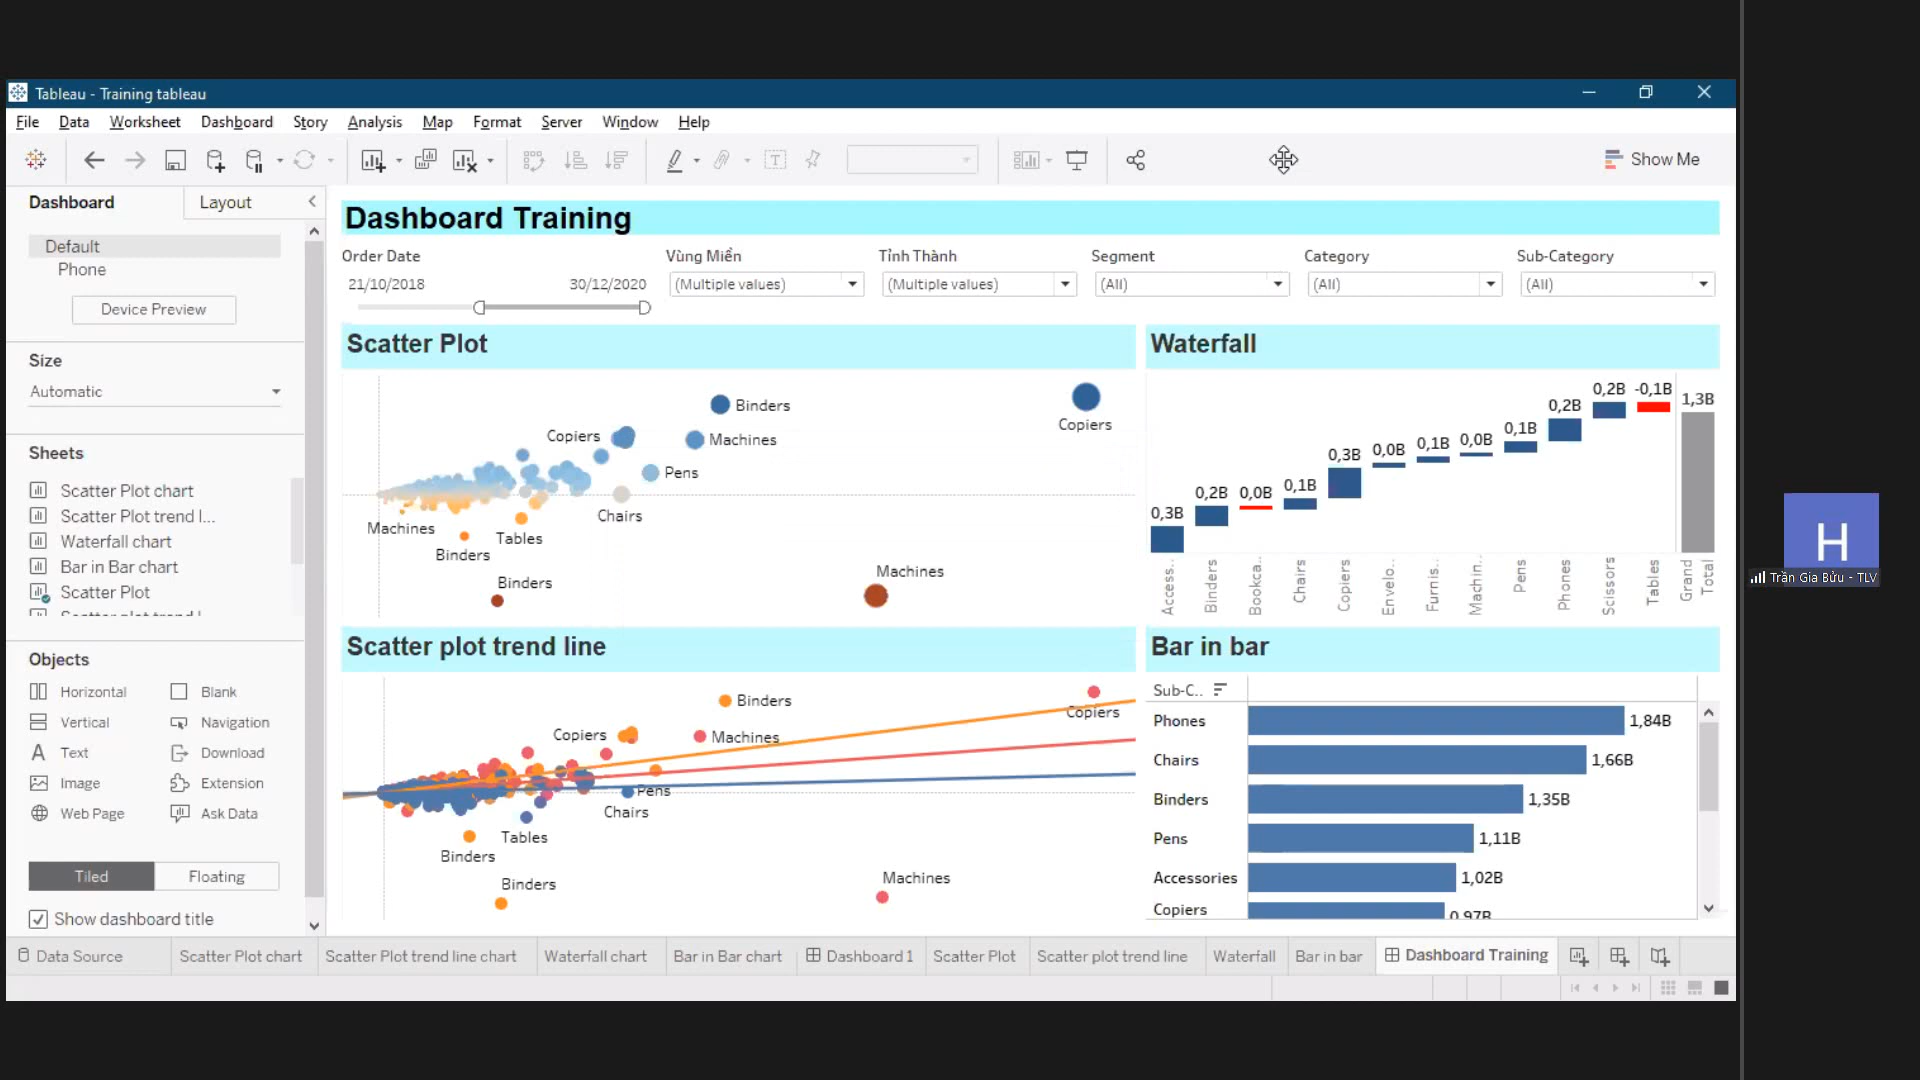 Tableau - Training tableau
File Data Worksheet Dashboard Story Analysis Map Format Server Window Help
Show Me
Dashboard
Layout
Default
Phone
Device Preview
Size
Automatic
Sheets
Scatter Plot chart
Scatter Plot trend l...
Waterfall chart
Bar in Bar chart
Scatter Plot
Objects
Horizontal Blank
Vertical Navigation
Text Download
Image Extension
Web Page Ask Data
Tiled Floating
Show dashboard title
Dashboard Training
Order Date
21/10/2018 30/12/2020
Vùng Miền
(Multiple values)
Tỉnh Thành
(Multiple values)
Segment
(All)
Category
(All)
Sub-Category
(All)
Scatter Plot
Binders
Copiers
Copiers
Machines
Pens
Chairs
Machines
Tables
Binders
Binders
Machines
Waterfall
0,3B
0,2B
0,0B
0,1B
0,3B
0,0B
0,1B
0,0B
0,1B
0,2B
0,2B
-0,1B
1,3B
Access..
Binders
Bookca..
Chairs
Copiers
Envelo..
Furnis..
Machin..
Pens
Phones
Scissors
Tables
Grand
Total
Scatter plot trend line
Binders
Copiers
Copiers
Machines
Pens
Chairs
Tables
Binders
Binders
Machines
Bar in bar
Sub-C..
Phones 1,84B
Chairs 1,66B
Binders 1,35B
Pens 1,11B
Accessories 1,02B
Copiers 0,97B
Data Source Scatter Plot chart Scatter Plot trend line chart Waterfall chart Bar in Bar chart Dashboard 1 Scatter Plot Scatter plot trend line Waterfall Bar in bar Dashboard Training
H
Trần Gia Bửu - TLV